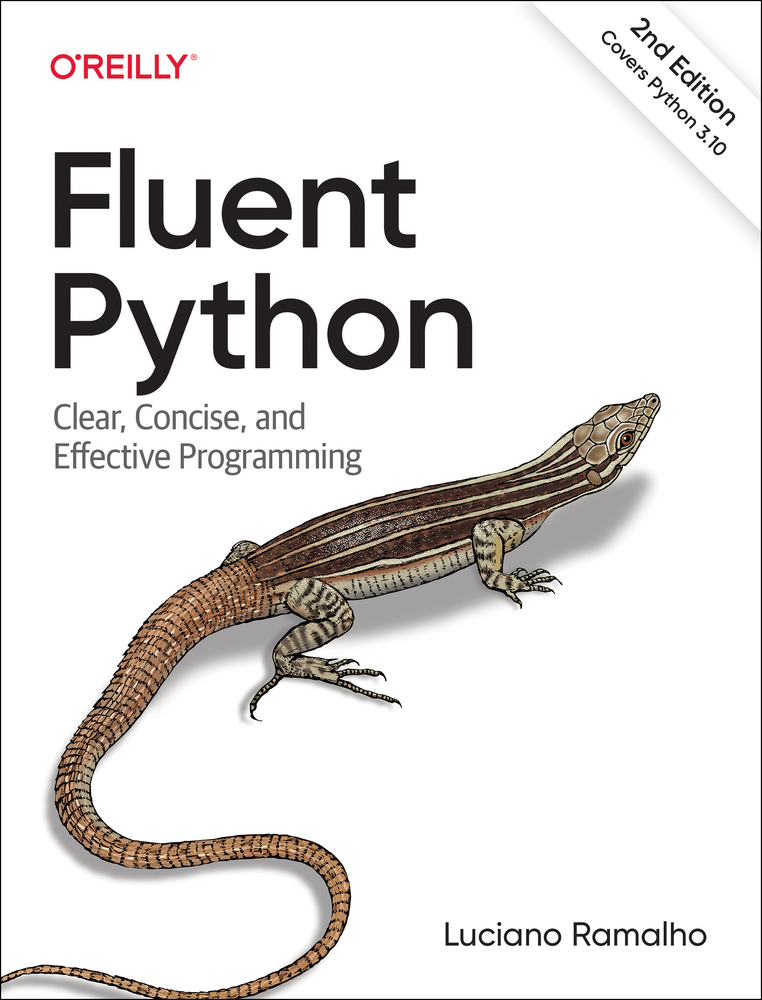 O'REILLY®
2nd Edition
Covers Python 3.10
Fluent
Python
Clear, Concise, and
Effective Programming
Luciano Ramalho